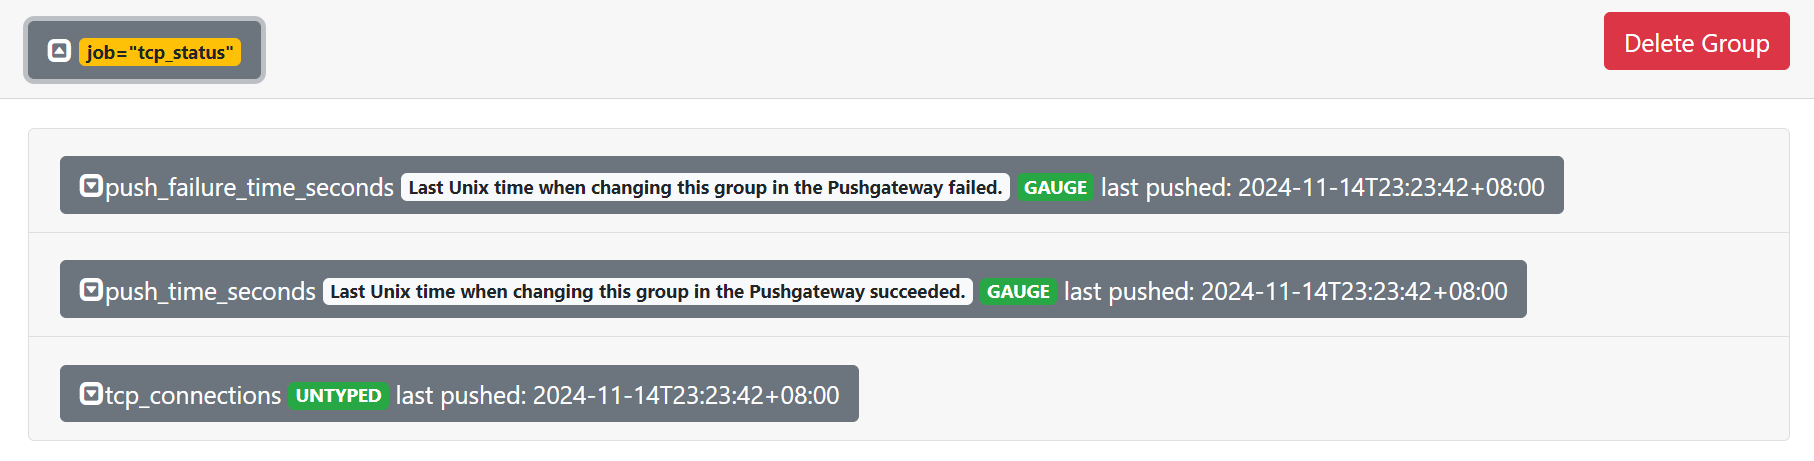 job="tcp_status"
Delete Group
push_failure_time_seconds Last Unix time when changing this group in the Pushgateway failed. GAUGE last pushed: 2024-11-14T23:23:42+08:00
push_time_seconds Last Unix time when changing this group in the Pushgateway succeeded. GAUGE last pushed: 2024-11-14T23:23:42+08:00
tcp_connections UNTYPED last pushed: 2024-11-14T23:23:42+08:00